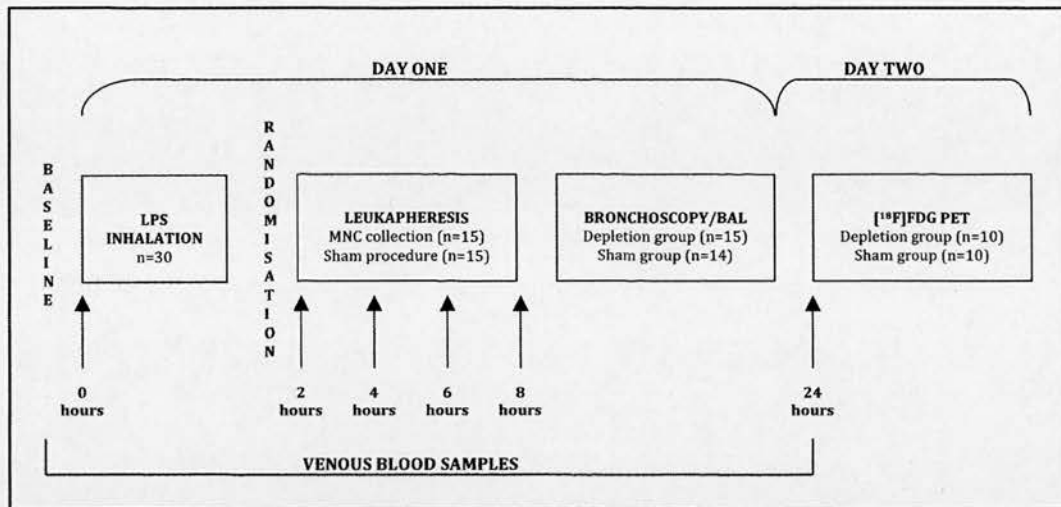 DAY ONE
DAY TWO
BASELINE
LPS
INHALATION
n=30
RANDOMISATION
LEUKAPHERESIS
MNC collection (n=15)
Sham procedure (n=15)
BRONCHOSCOPY/BAL
Depletion group (n=15)
Sham group (n=14)
[¹⁸F]FDG PET
Depletion group (n=10)
Sham group (n=10)
0
hours
2
hours
4
hours
6
hours
8
hours
24
hours
VENOUS BLOOD SAMPLES